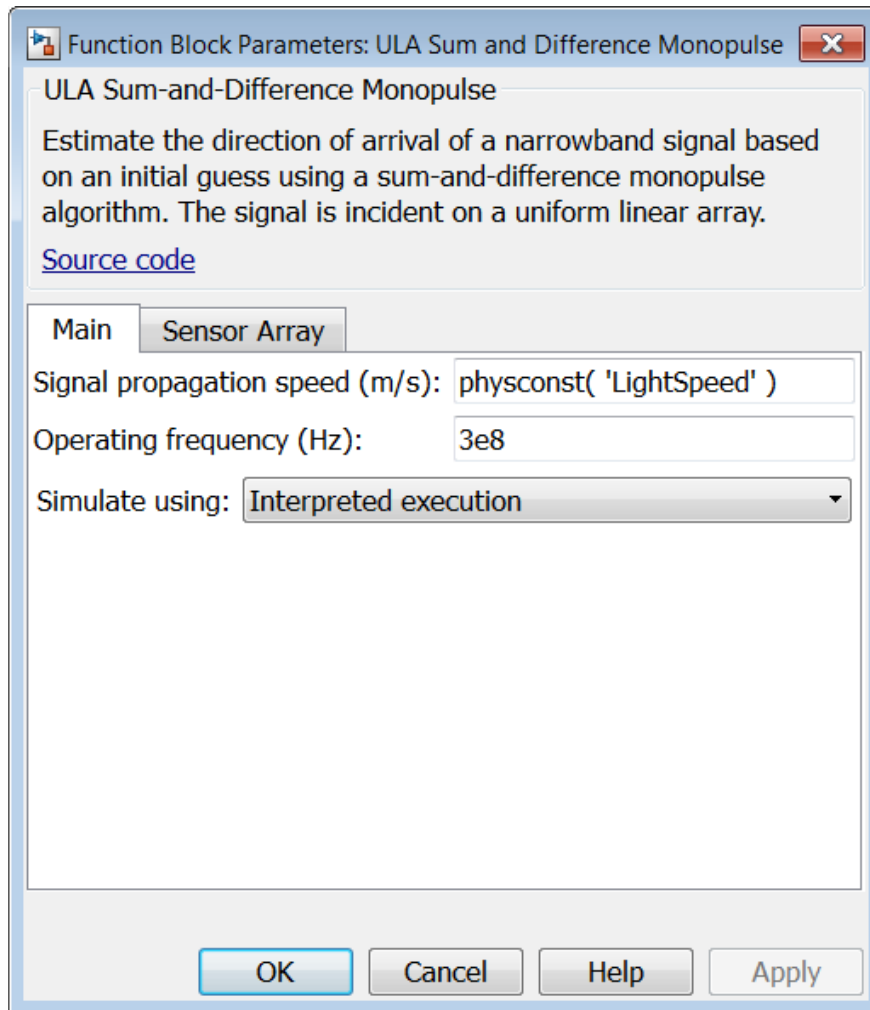 Function Block Parameters: ULA Sum and Difference Monopulse
ULA Sum-and-Difference Monopulse
Estimate the direction of arrival of a narrowband signal based
on an initial guess using a sum-and-difference monopulse
algorithm. The signal is incident on a uniform linear array.
Source code
Main Sensor Array
Signal propagation speed (m/s): physconst( 'LightSpeed' )
Operating frequency (Hz): 3e8
Simulate using: Interpreted execution
OK Cancel Help Apply